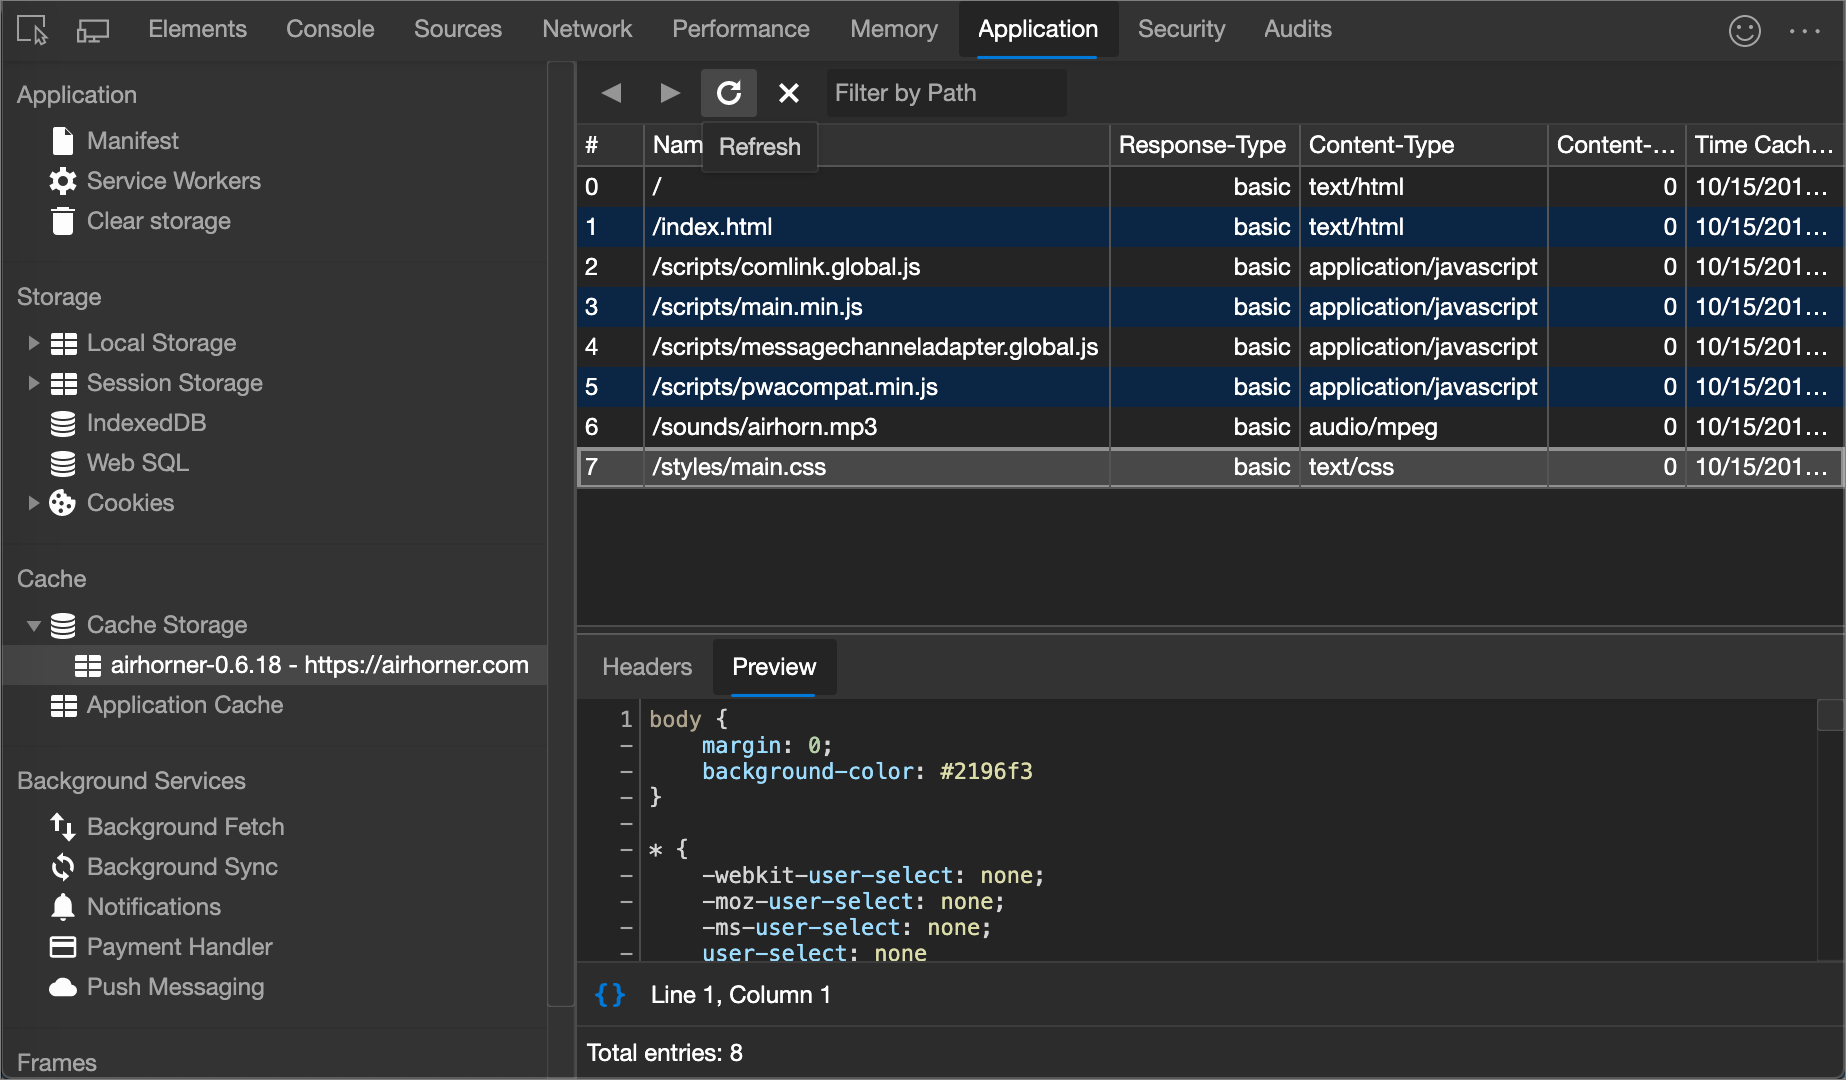 Elements Console Sources Network Performance Memory Application Security Audits
Application
Manifest
Service Workers
Clear storage
Storage
Local Storage
Session Storage
IndexedDB
Web SQL
Cookies
Cache
Cache Storage
airhorner-0.6.18 - https://airhorner.com
Application Cache
Background Services
Background Fetch
Background Sync
Notifications
Payment Handler
Push Messaging
Frames
Filter by Path
Refresh
# Nam Response-Type Content-Type Content-... Time Cach...
0 / basic text/html 0 10/15/201...
1 /index.html basic text/html 0 10/15/201...
2 /scripts/comlink.global.js basic application/javascript 0 10/15/201...
3 /scripts/main.min.js basic application/javascript 0 10/15/201...
4 /scripts/messagechanneladapter.global.js basic application/javascript 0 10/15/201...
5 /scripts/pwacompat.min.js basic application/javascript 0 10/15/201...
6 /sounds/airhorn.mp3 basic audio/mpeg 0 10/15/201...
7 /styles/main.css basic text/css 0 10/15/201...
Headers Preview
1 body {
- margin: 0;
- background-color: #2196f3
- }
-
- * {
- -webkit-user-select: none;
- -moz-user-select: none;
- -ms-user-select: none;
- user-select: none
{} Line 1, Column 1
Total entries: 8